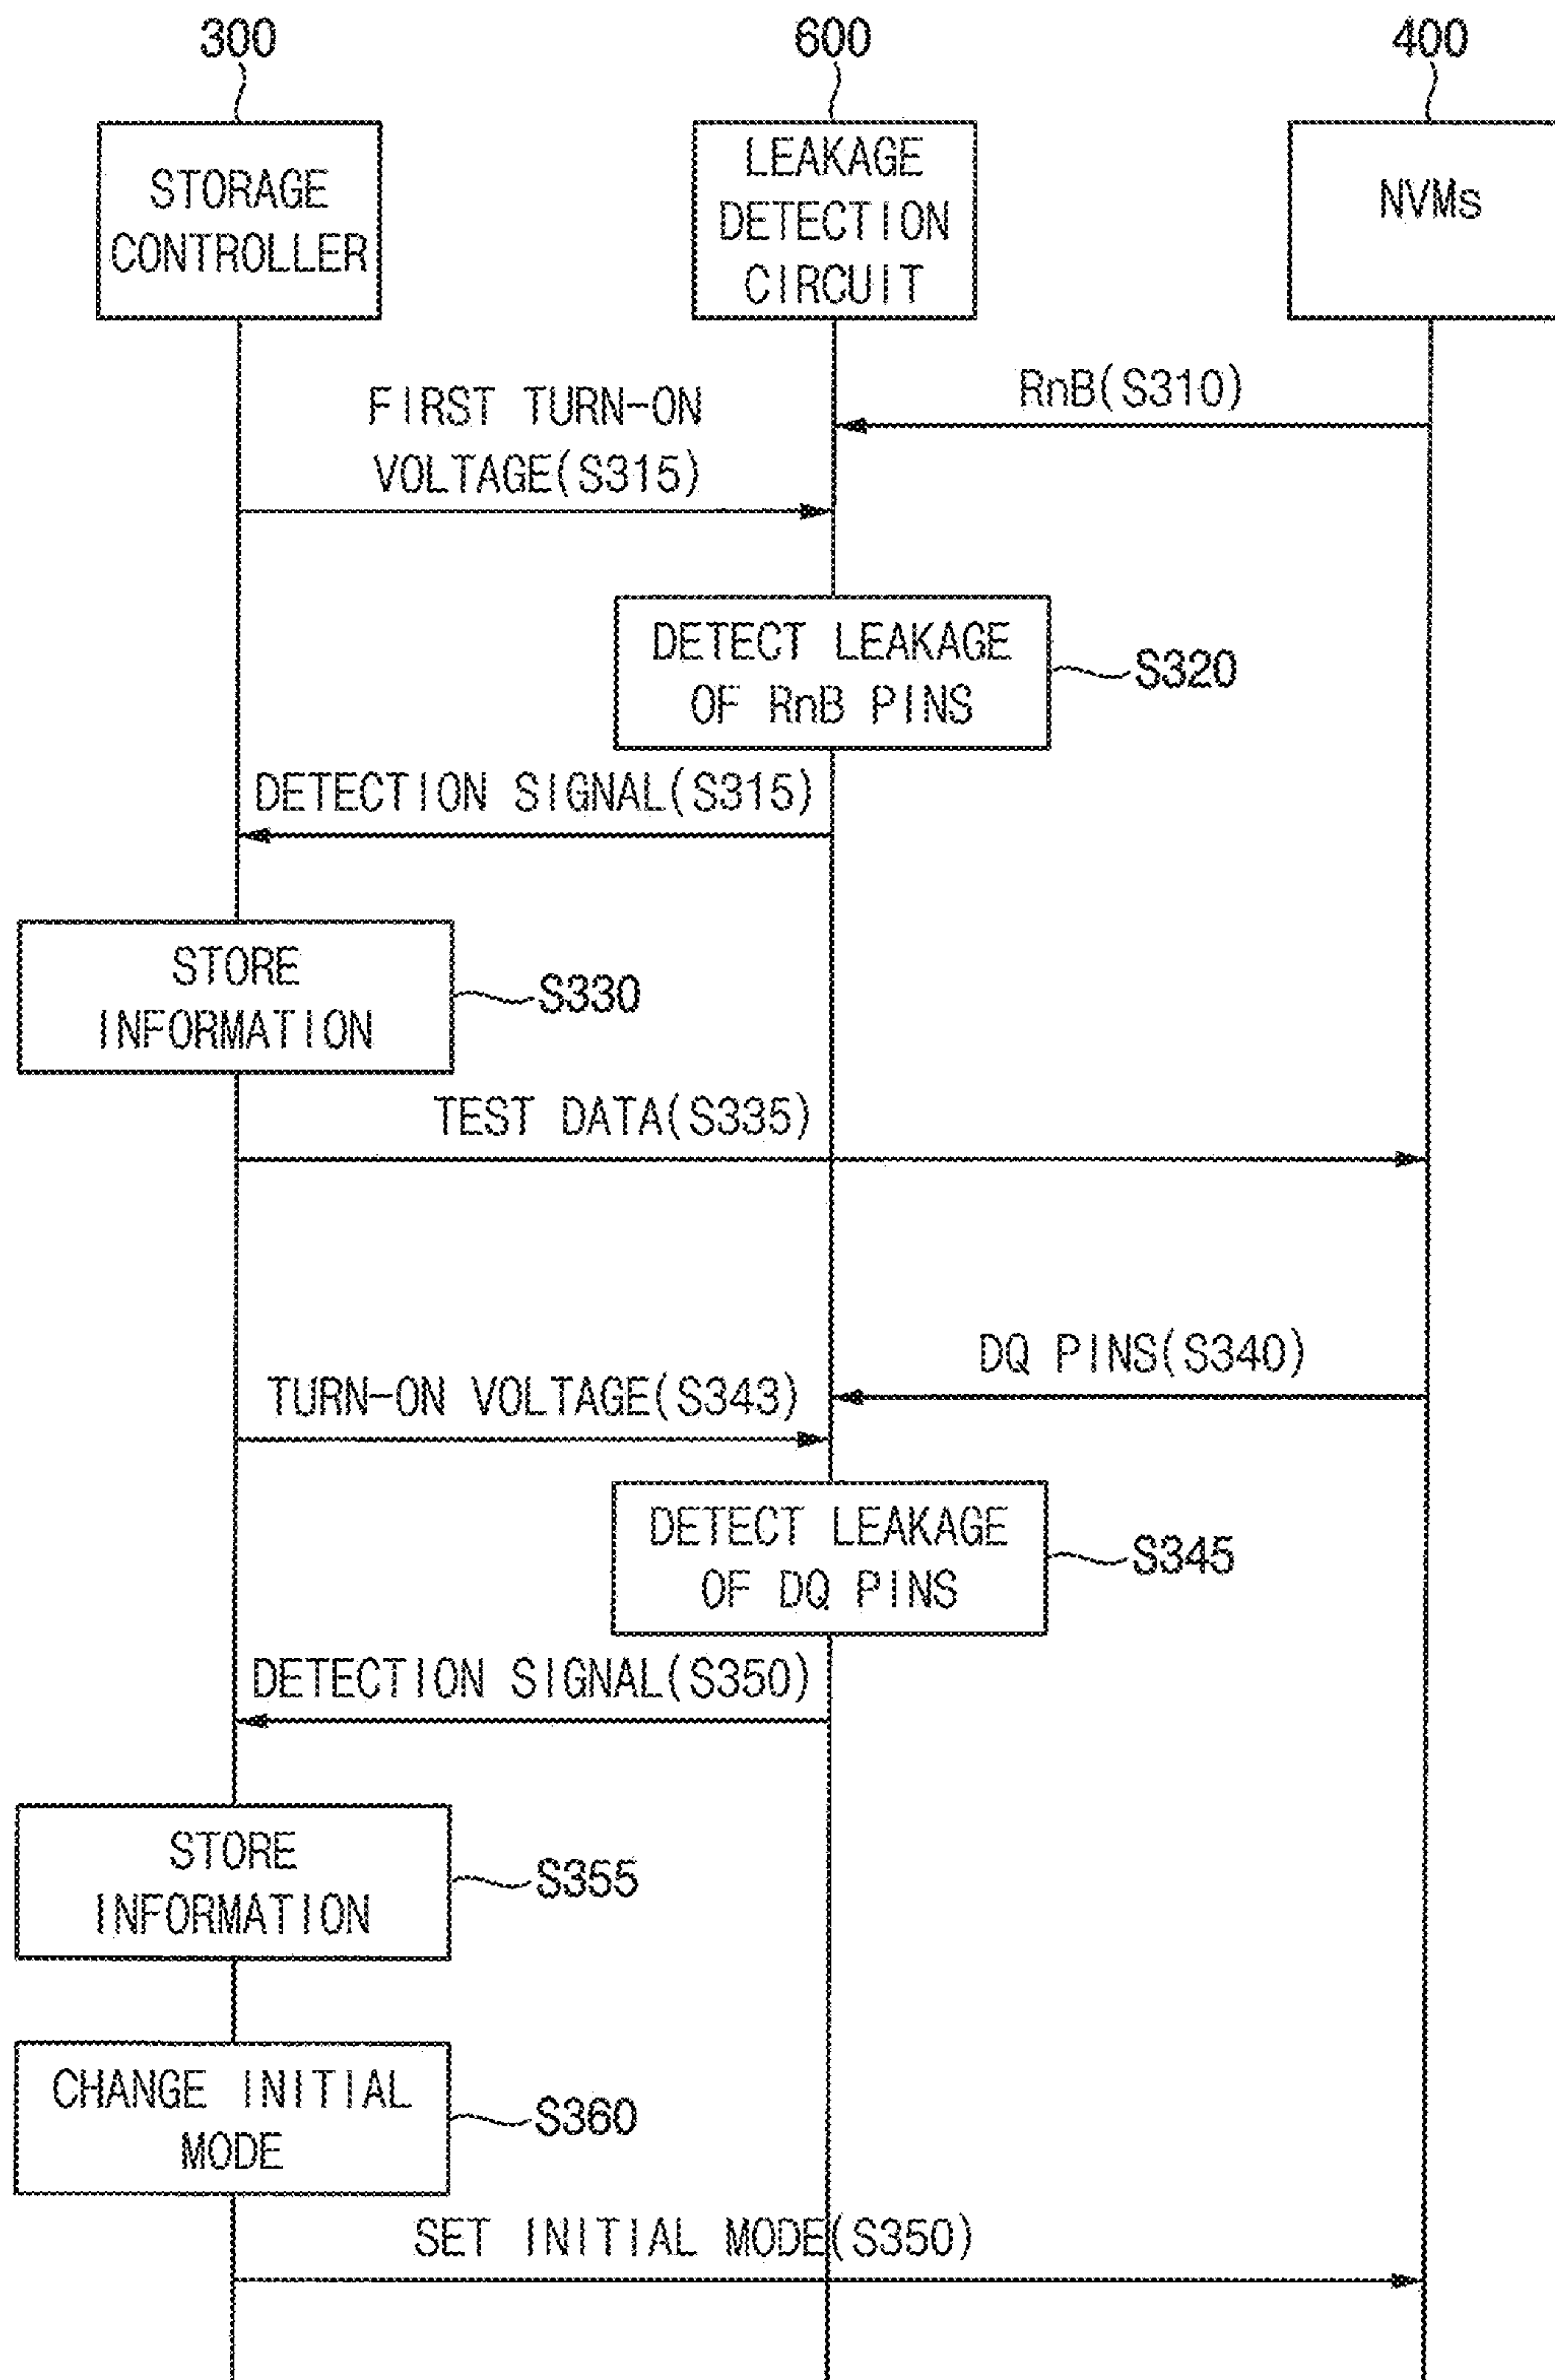 300
600
400
STORAGE
CONTROLLER
LEAKAGE
DETECTION
CIRCUIT
NVMs
RnB(S310)
FIRST TURN-ON
VOLTAGE(S315)
DETECT LEAKAGE
OF RnB PINS
S320
DETECTION SIGNAL(S315)
STORE
INFORMATION
S330
TEST DATA(S335)
DQ PINS(S340)
TURN-ON VOLTAGE(S343)
DETECT LEAKAGE
OF DQ PINS
S345
DETECTION SIGNAL(S350)
STORE
INFORMATION
S355
CHANGE INITIAL
MODE
S360
SET INITIAL MODE(S350)